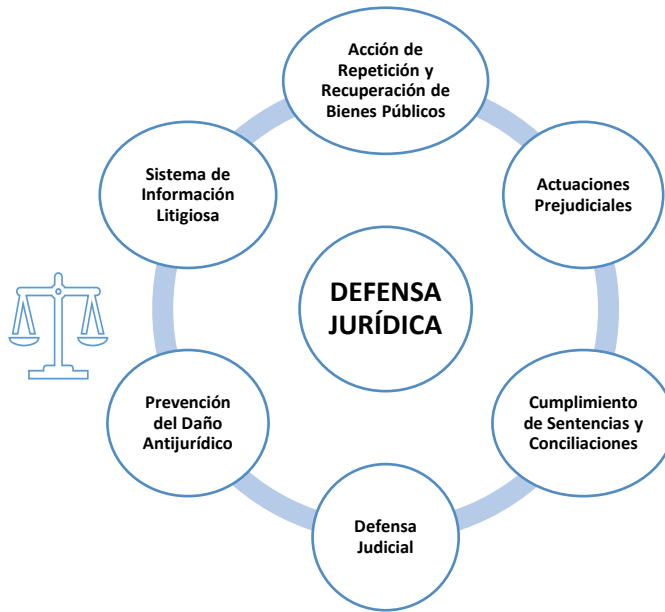 Acción de
Repetición y
Recuperación de
Bienes Públicos
Sistema de
Información
Litigiosa
Actuaciones
Prejudiciales
DEFENSA
JURÍDICA
Prevención
del Daño
Antijurídico
Cumplimiento
de Sentencias y
Conciliaciones
Defensa
Judicial